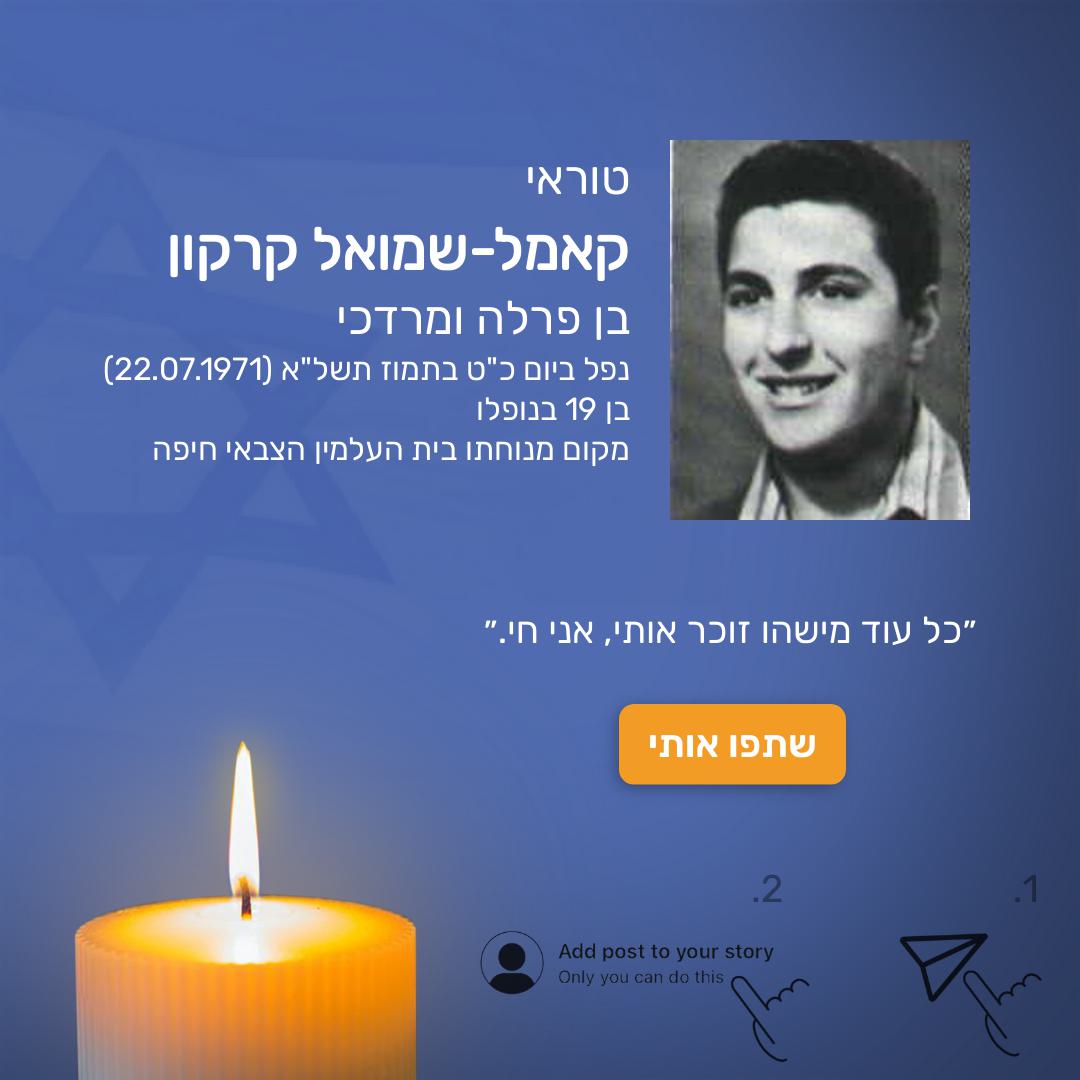 טוראי
קאמל-שמואל קרקון
בן פרלה ומרדכי
נפל ביום כ"ט בתמוז תשל"א (22.07.1971)
בן 19 בנופלו
מקום מנוחתו בית העלמין הצבאי חיפה
״כל עוד מישהו זוכר אותי, אני חי.״
שתפו אותי
1.
2.
Add post to your story
Only you can do this